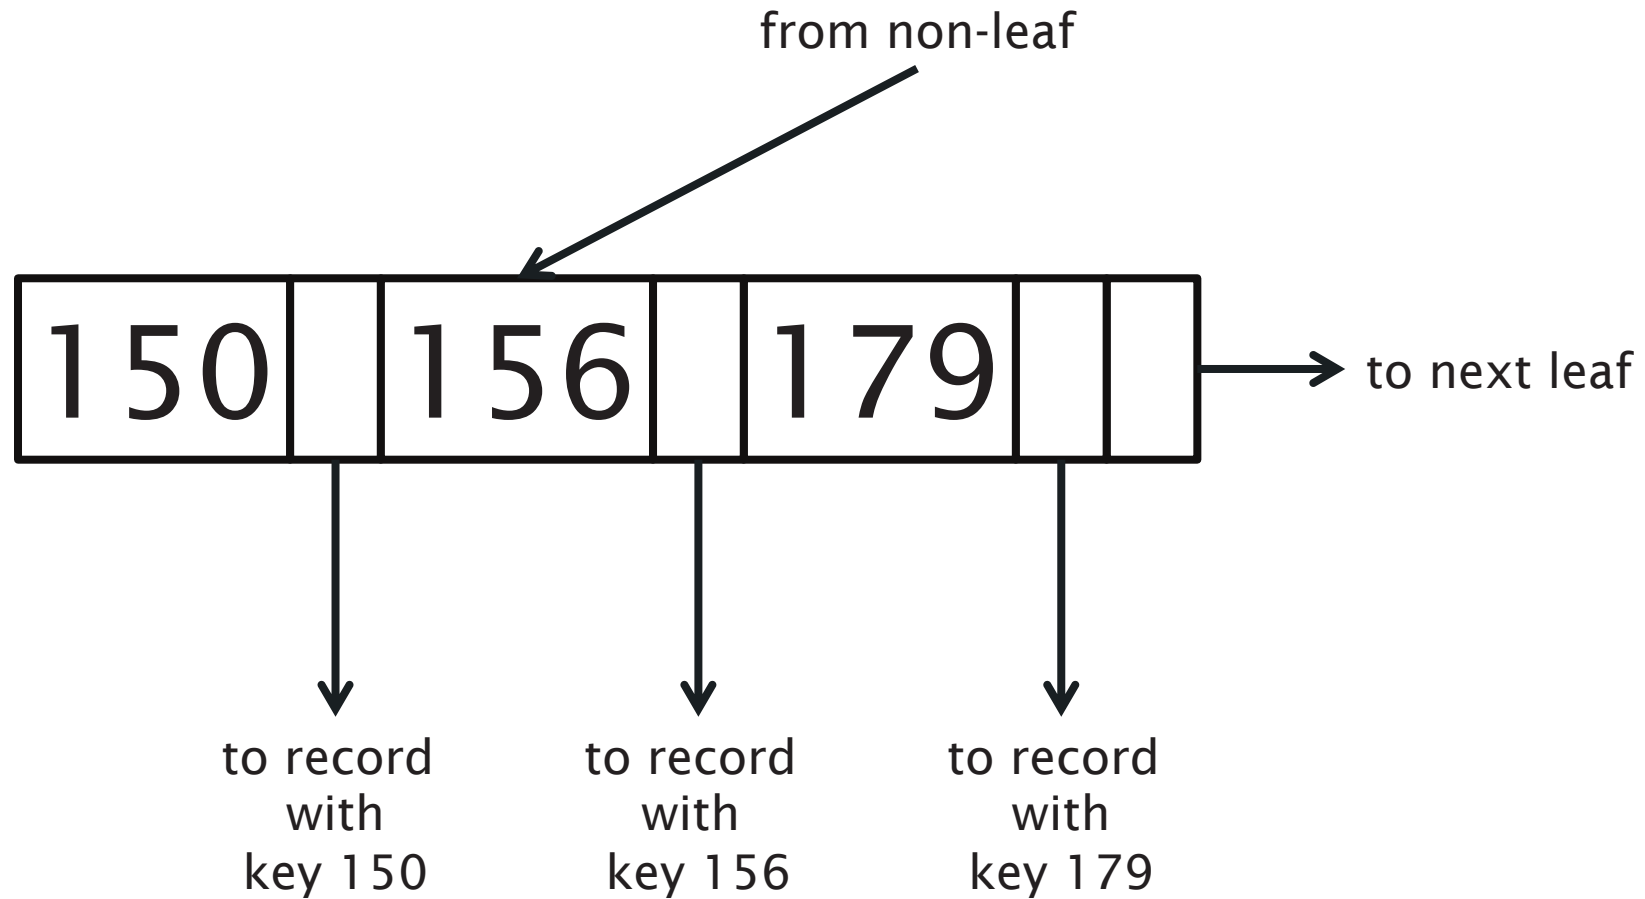 from non-leaf
150 156 179
to next leaf
to record
with
key 150
to record
with
key 156
to record
with
key 179